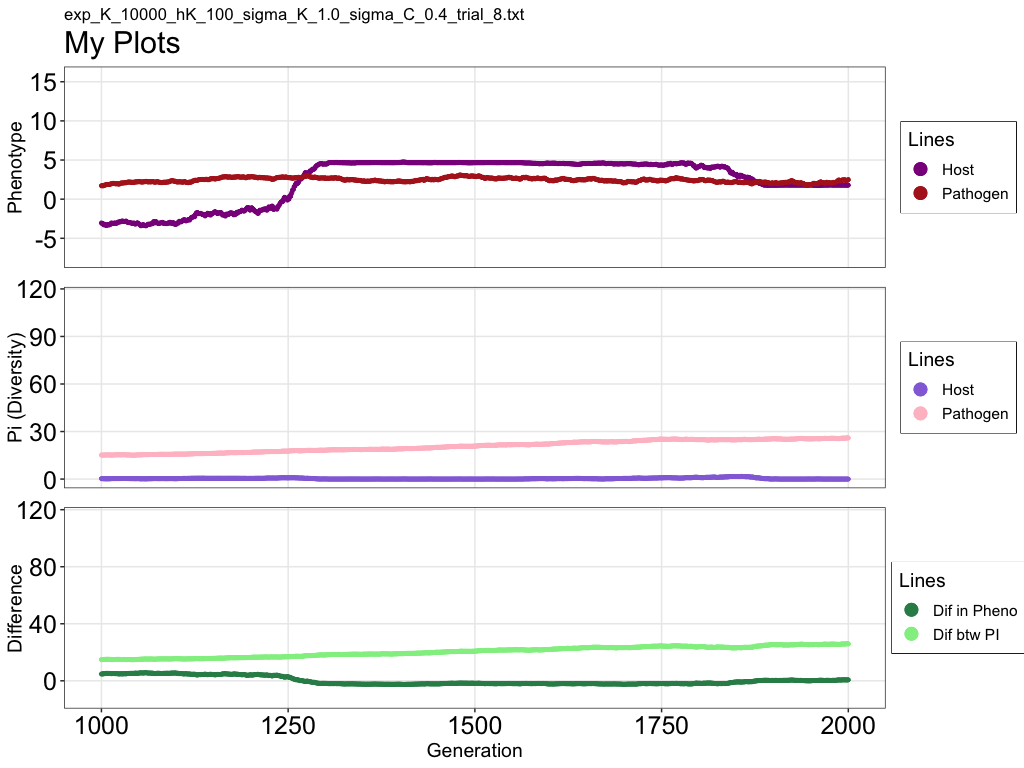 exp_K_10000_hK_100_sigma_K_1.0_sigma_C_0.4_trial_8.txt
My Plots
Phenotype
15
10
5
0
-5
Lines
Host
Pathogen
Pi (Diversity)
120
90
60
30
0
Lines
Host
Pathogen
Difference
120
80
40
0
Lines
Dif in Pheno
Dif btw PI
1000 1250 1500 1750 2000
Generation